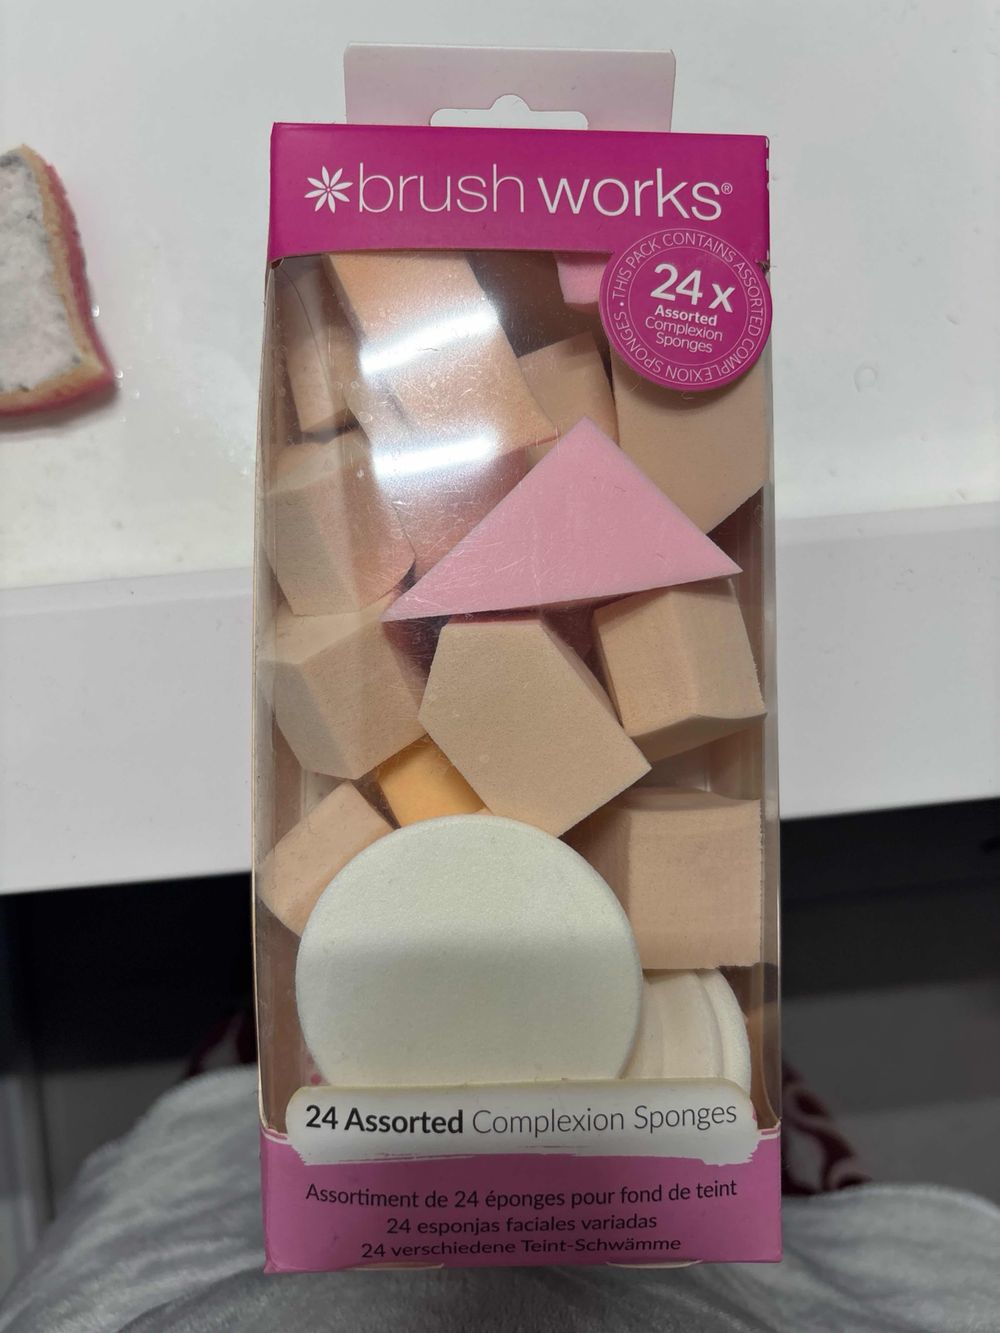 brush works®
THIS PACK CONTAINS ASSORTED COMPLEXION SPONGES •
24 x
Assorted
Complexion
Sponges
24 Assorted Complexion Sponges
Assortiment de 24 éponges pour fond de teint
24 esponjas faciales variadas
24 verschiedene Teint-Schwämme